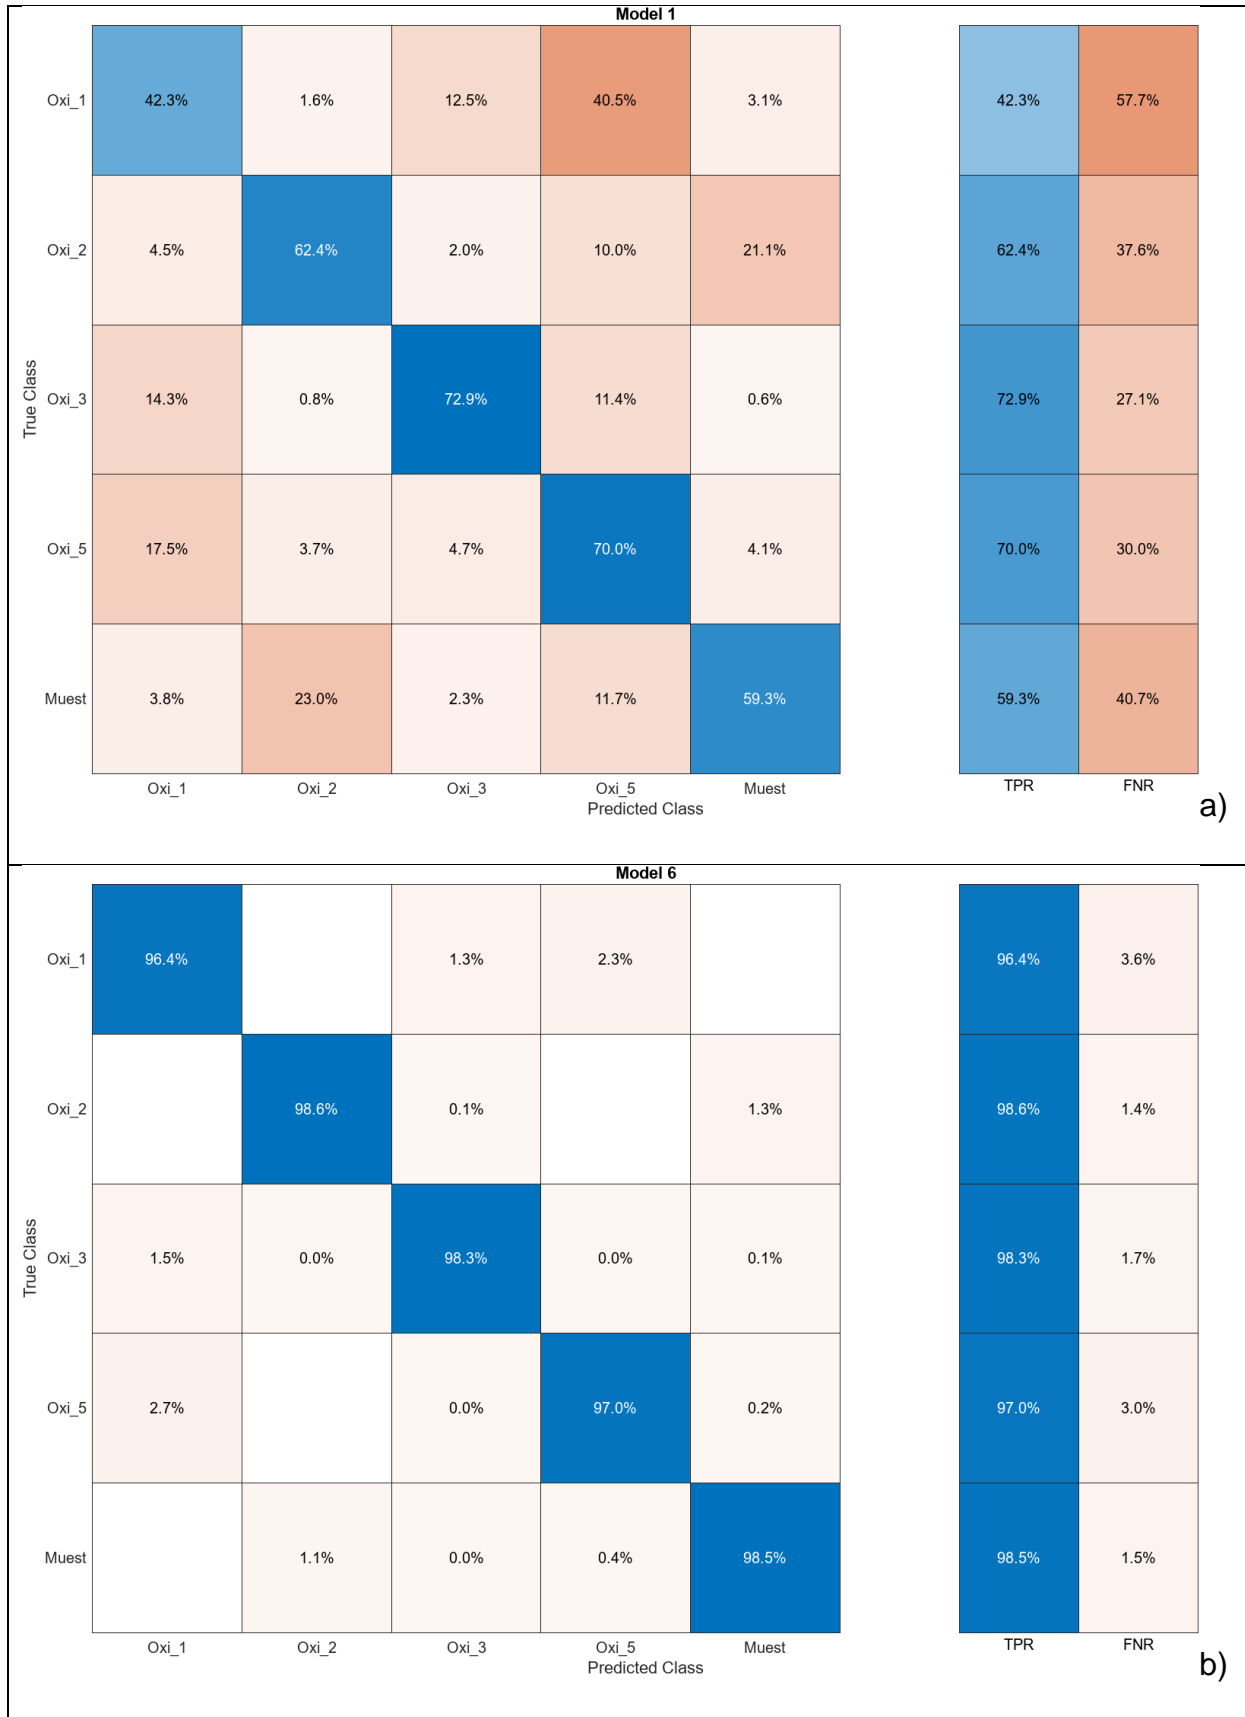 Model 1
Oxi_1 42.3% 1.6% 12.5% 40.5% 3.1% 42.3% 57.7%
Oxi_2 4.5% 62.4% 2.0% 10.0% 21.1% 62.4% 37.6%
True Class
Oxi_3 14.3% 0.8% 72.9% 11.4% 0.6% 72.9% 27.1%
Oxi_5 17.5% 3.7% 4.7% 70.0% 4.1% 70.0% 30.0%
Muest 3.8% 23.0% 2.3% 11.7% 59.3% 59.3% 40.7%
Oxi_1 Oxi_2 Oxi_3 Oxi_5 Muest TPR FNR
Predicted Class
a)
Model 6
Oxi_1 96.4% 1.3% 2.3% 96.4% 3.6%
Oxi_2 98.6% 0.1% 1.3% 98.6% 1.4%
True Class
Oxi_3 1.5% 0.0% 98.3% 0.0% 0.1% 98.3% 1.7%
Oxi_5 2.7% 0.0% 97.0% 0.2% 97.0% 3.0%
Muest 1.1% 0.0% 0.4% 98.5% 98.5% 1.5%
Oxi_1 Oxi_2 Oxi_3 Oxi_5 Muest TPR FNR
Predicted Class
b)